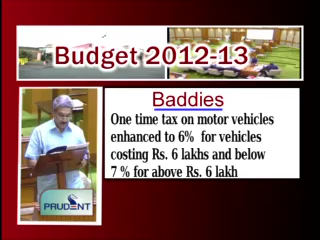 Budget 2012-13
Baddies
One time tax on motor vehicles
enhanced to 6% for vehicles
costing Rs. 6 lakhs and below
7 % for above Rs. 6 lakh
PRUDENT